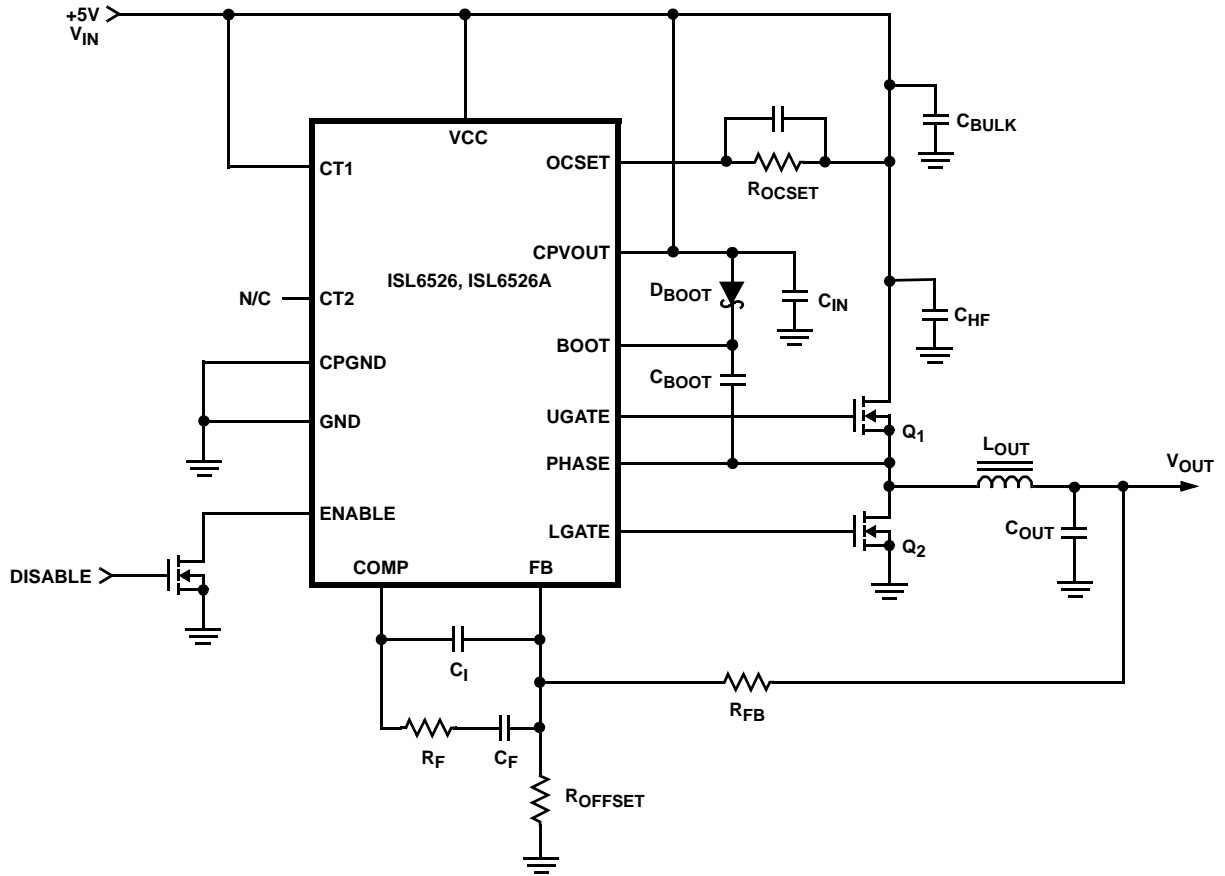 +5V
VIN
VCC
CT1
OCSET
ROCSET
CBULK
CPVOUT
ISL6526, ISL6526A
N/C
CT2
DBOOT
CIN
CHF
BOOT
CPGND
CBOOT
GND
UGATE
Q1
PHASE
LOUT
VOUT
ENABLE
LGATE
Q2
COUT
DISABLE
COMP
FB
CI
RFB
RF
CF
ROFFSET